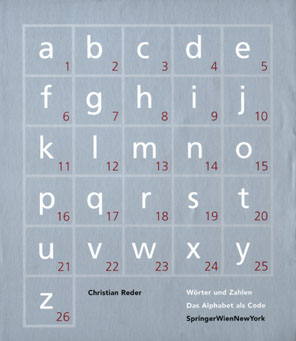 a b c d e
1 2 3 4 5
f g h i j
6 7 8 9 10
k l m n o
11 12 13 14 15
p q r s t
16 17 18 19 20
u v w x y
21 22 23 24 25
z
26
Christian Reder
Wörter und Zahlen
Das Alphabet als Code
SpringerWienNewYork